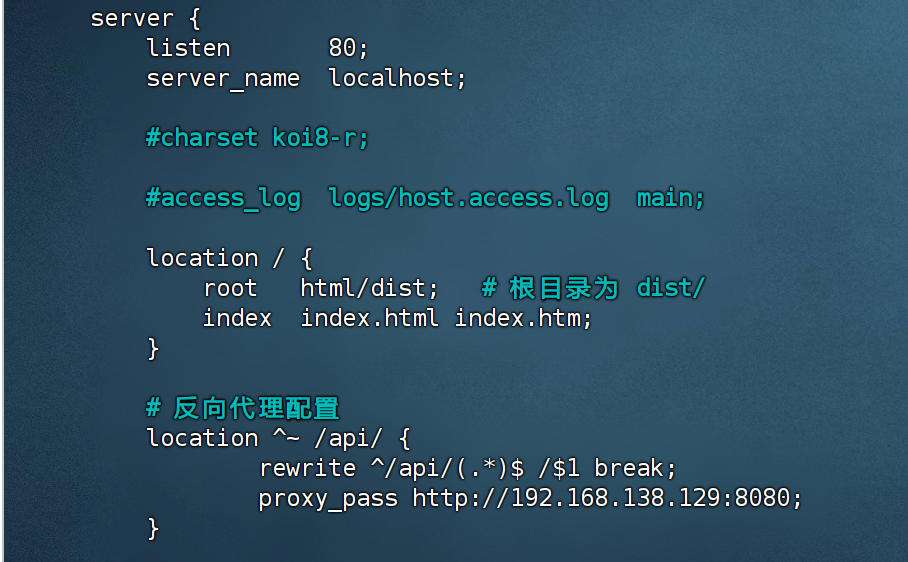 server {
listen 80;
server_name localhost;
#charset koi8-r;
#access_log logs/host.access.log main;
location / {
root html/dist; # 根目录为 dist/
index index.html index.htm;
}
# 反向代理配置
location ^~ /api/ {
rewrite ^/api/(.*)$ /$1 break;
proxy_pass http://192.168.138.129:8080;
}